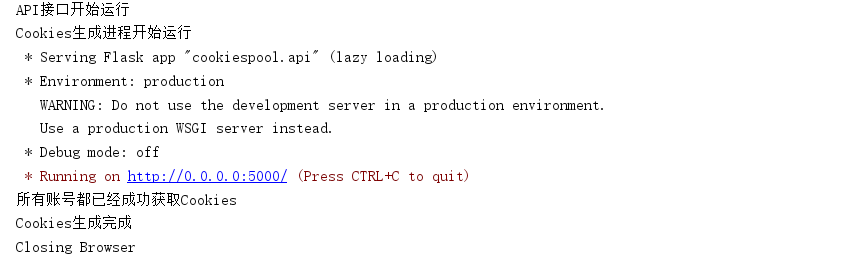 API接口开始运行
Cookies生成进程开始运行
* Serving Flask app "cookiespool.api" (lazy loading)
* Environment: production
WARNING: Do not use the development server in a production environment.
Use a production WSGI server instead.
* Debug mode: off
* Running on http://0.0.0.0:5000/ (Press CTRL+C to quit)
所有账号都已经成功获取Cookies
Cookies生成完成
Closing Browser